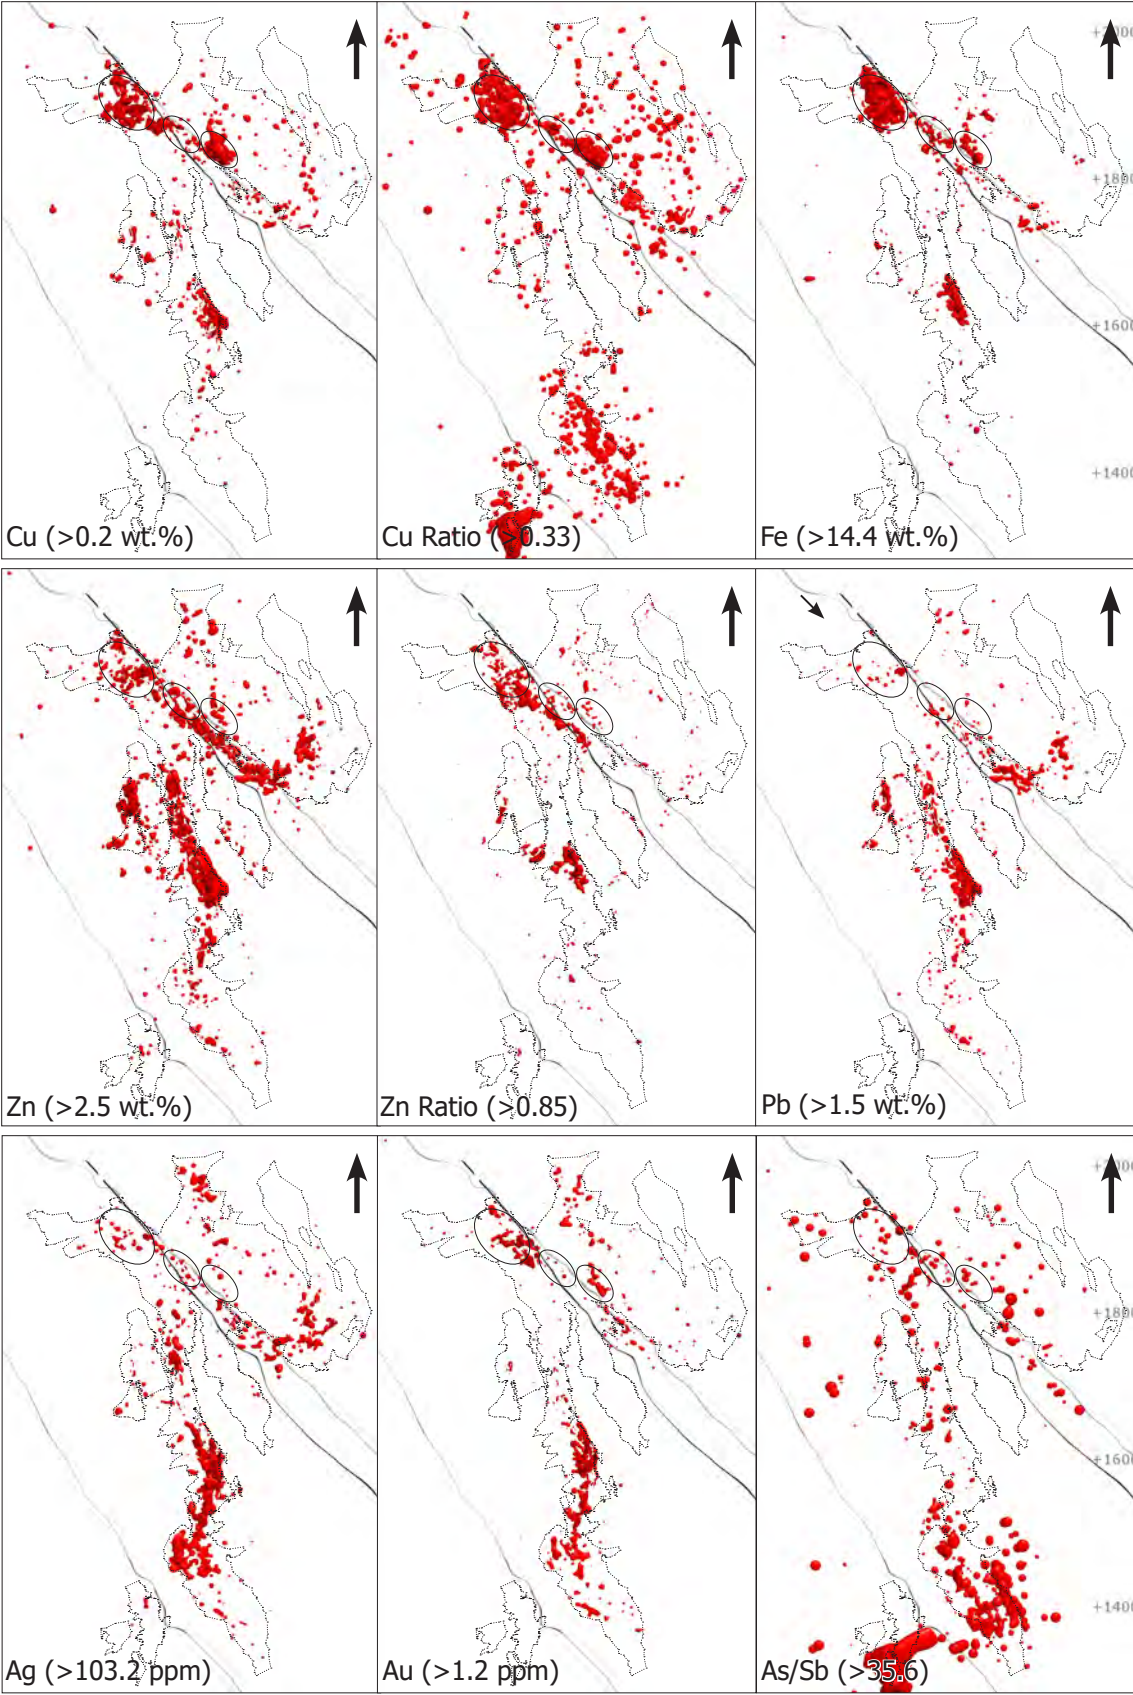 +1800
+1600
+1400
Cu (>0.2 wt.%)
Cu Ratio (>0.33)
Fe (>14.4 wt.%)
Zn (>2.5 wt.%)
Zn Ratio (>0.85)
Pb (>1.5 wt.%)
+1800
+1600
+1400
Ag (>103.2 ppm)
Au (>1.2 ppm)
As/Sb (>35.6)